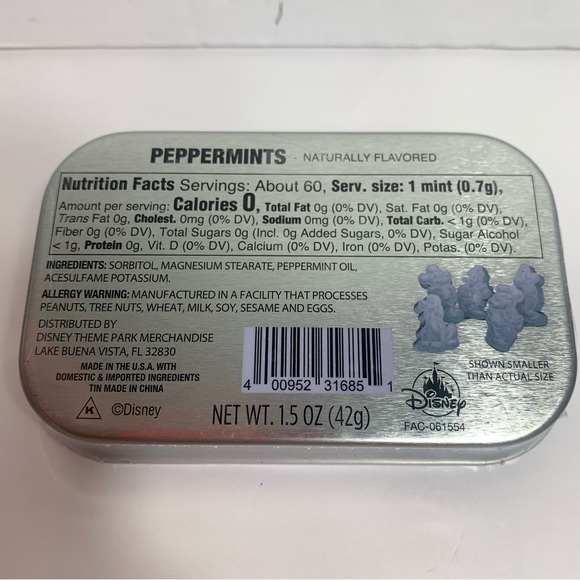 PEPPERMINTS - NATURALLY FLAVORED
Nutrition Facts Servings: About 60, Serv. size: 1 mint (0.7g),
Amount per serving: Calories 0, Total Fat 0g (0% DV), Sat. Fat 0g (0% DV),
Trans Fat 0g, Cholest. 0mg (0% DV), Sodium 0mg (0% DV), Total Carb. < 1g (0% DV),
Fiber 0g (0% DV), Total Sugars 0g (Incl. 0g Added Sugars, 0% DV), Sugar Alcohol
< 1g, Protein 0g, Vit. D (0% DV), Calcium (0% DV), Iron (0% DV), Potas. (0% DV).
INGREDIENTS: SORBITOL, MAGNESIUM STEARATE, PEPPERMINT OIL,
ACESULFAME POTASSIUM.
ALLERGY WARNING: MANUFACTURED IN A FACILITY THAT PROCESSES
PEANUTS, TREE NUTS, WHEAT, MILK, SOY, SESAME AND EGGS.
DISTRIBUTED BY
DISNEY THEME PARK MERCHANDISE
LAKE BUENA VISTA, FL 32830
MADE IN THE U.S.A. WITH
DOMESTIC & IMPORTED INGREDIENTS
TIN MADE IN CHINA
4 00952 31685 1
SHOWN SMALLER
THAN ACTUAL SIZE
K ©Disney
NET WT. 1.5 OZ (42g)
Disney
FAC-061554